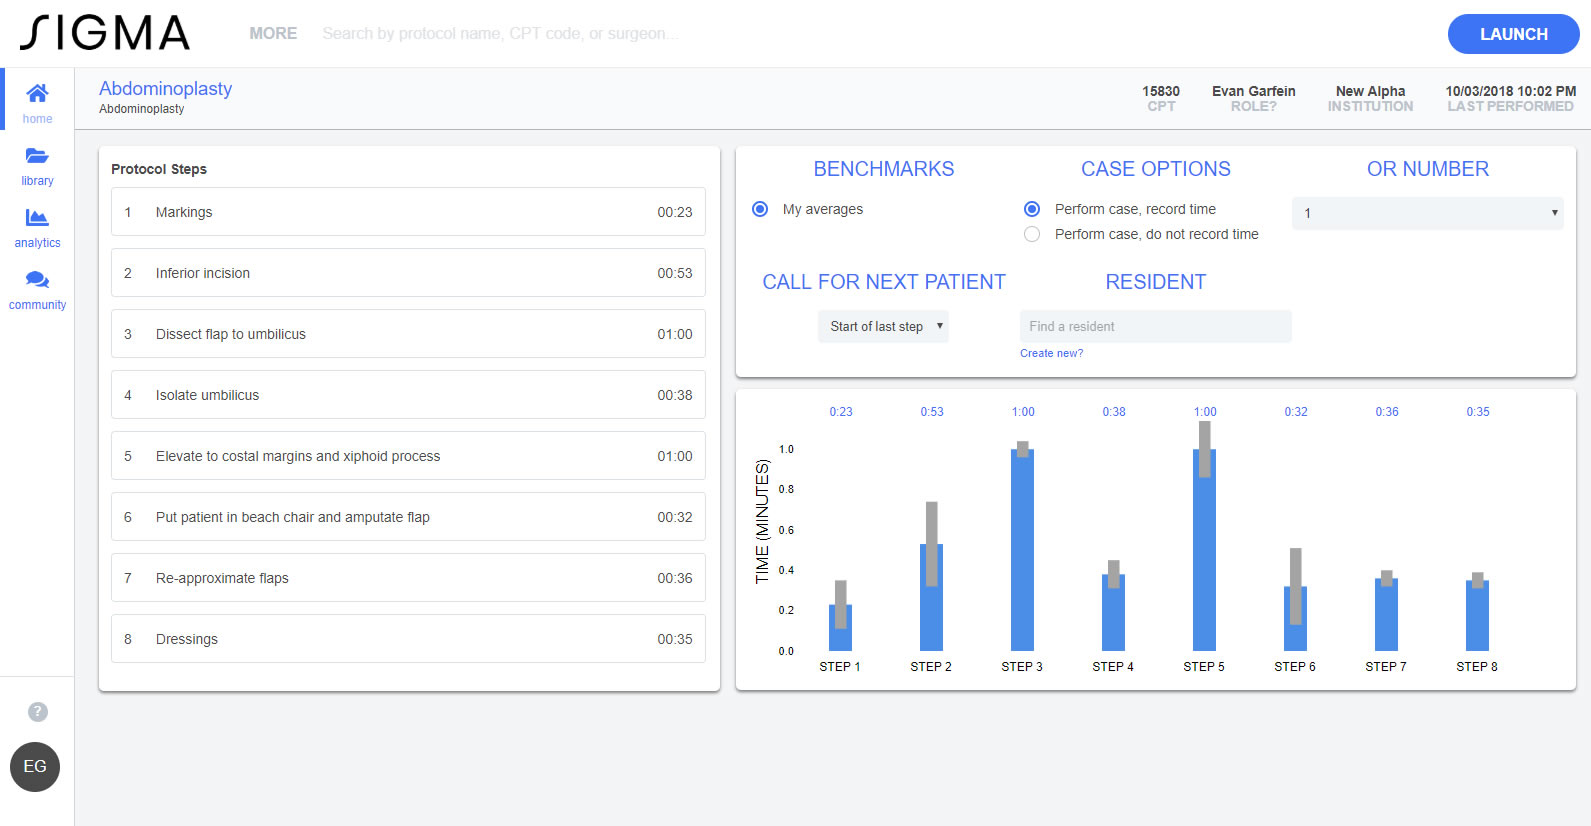 SIGMA
MORE
Search by protocol name, CPT code, or surgeon...
LAUNCH
home
library
analytics
community
?
EG
Abdominoplasty
Abdominoplasty
15830
CPT
Evan Garfein
ROLE?
New Alpha
INSTITUTION
10/03/2018 10:02 PM
LAST PERFORMED
Protocol Steps
1 Markings 00:23
2 Inferior incision 00:53
3 Dissect flap to umbilicus 01:00
4 Isolate umbilicus 00:38
5 Elevate to costal margins and xiphoid process 01:00
6 Put patient in beach chair and amputate flap 00:32
7 Re-approximate flaps 00:36
8 Dressings 00:35
BENCHMARKS
My averages
CASE OPTIONS
Perform case, record time
Perform case, do not record time
OR NUMBER
1
CALL FOR NEXT PATIENT
Start of last step
RESIDENT
Find a resident
Create new?
0:23 0:53 1:00 0:38 1:00 0:32 0:36 0:35
TIME (MINUTES)
1.0
0.8
0.6
0.4
0.2
0.0
STEP 1 STEP 2 STEP 3 STEP 4 STEP 5 STEP 6 STEP 7 STEP 8